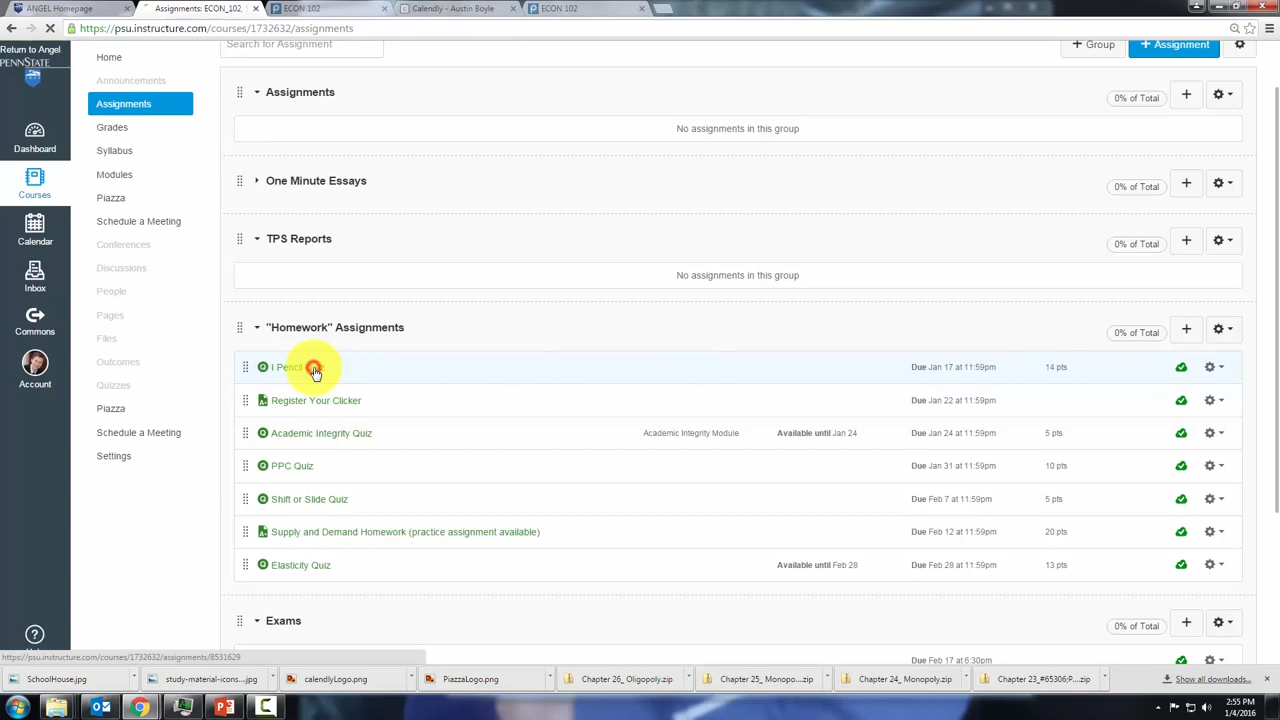 ANGEL Homepage
Assignments: ECON_102,
ECON 102
Calendly - Austin Boyle
ECON 102
https://psu.instructure.com/courses/1732632/assignments
Return to Angel
PENNSTATE
Dashboard
Courses
Calendar
Inbox
Commons
Account
Home
Announcements
Assignments
Grades
Syllabus
Modules
Piazza
Schedule a Meeting
Conferences
Discussions
People
Pages
Files
Outcomes
Quizzes
Piazza
Schedule a Meeting
Settings
Search for Assignment
+ Group
+ Assignment
Assignments
0% of Total
No assignments in this group
One Minute Essays
0% of Total
TPS Reports
0% of Total
No assignments in this group
"Homework" Assignments
0% of Total
I Pencil
Due Jan 17 at 11:59pm 14 pts
Register Your Clicker Due Jan 22 at 11:59pm
Academic Integrity Quiz Academic Integrity Module Available until Jan 24 Due Jan 24 at 11:59pm 5 pts
PPC Quiz Due Jan 31 at 11:59pm 10 pts
Shift or Slide Quiz Due Feb 7 at 11:59pm 5 pts
Supply and Demand Homework (practice assignment available) Due Feb 12 at 11:59pm 20 pts
Elasticity Quiz Available until Feb 28 Due Feb 28 at 11:59pm 13 pts
Exams
0% of Total
Due Feb 17 at 6:30pm
https://psu.instructure.com/courses/1732632/assignments/8531629
SchoolHouse.jpg
study-material-icons....jpg
calendlyLogo.png
PiazzaLogo.png
Chapter 26_ Oligopoly.zip
Chapter 25_ Monopo....zip
Chapter 24_ Monopoly.zip
Chapter 23_#65306;P....zip
Show all downloads...
2:55 PM
1/4/2016